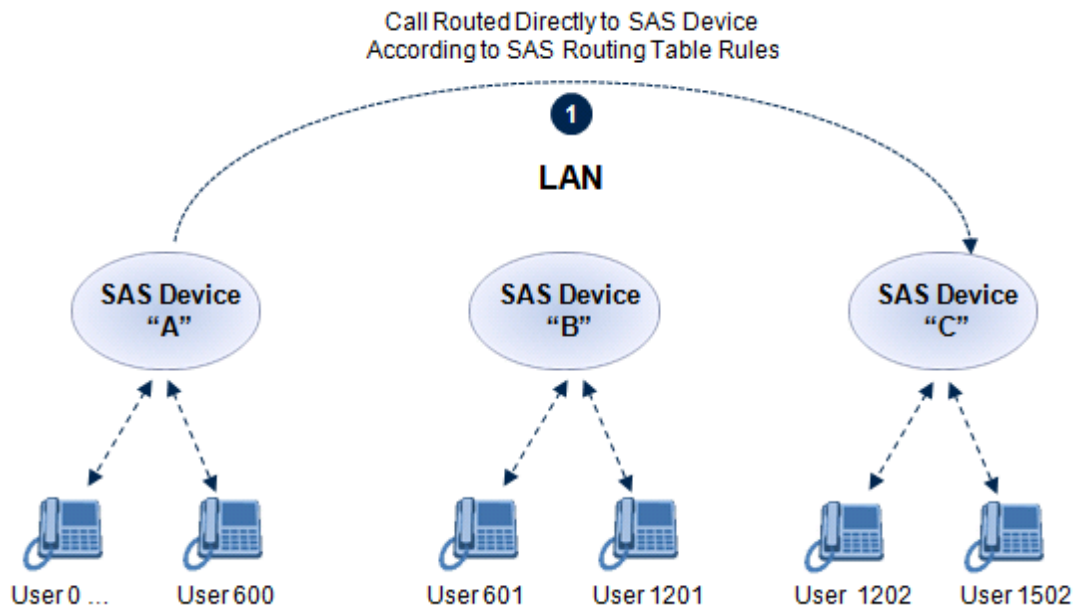 Call Routed Directly to SAS Device
According to SAS Routing Table Rules
1
LAN
SAS Device
“A”
SAS Device
“B”
SAS Device
“C”
User 0 ...
User 600
User 601
User 1201
User 1202
User 1502